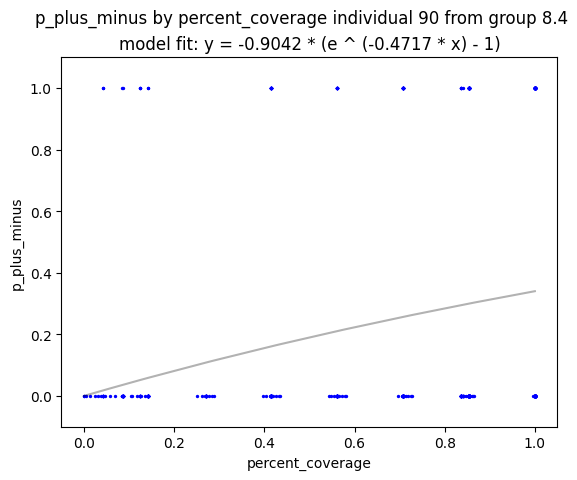 p_plus_minus by percent_coverage individual 90 from group 8.4
model fit: y = -0.9042 * (e ^ (-0.4717 * x) - 1)
1.0
0.8
0.6
0.4
0.2
0.0
p_plus_minus
0.0 0.2 0.4 0.6 0.8 1.0
percent_coverage